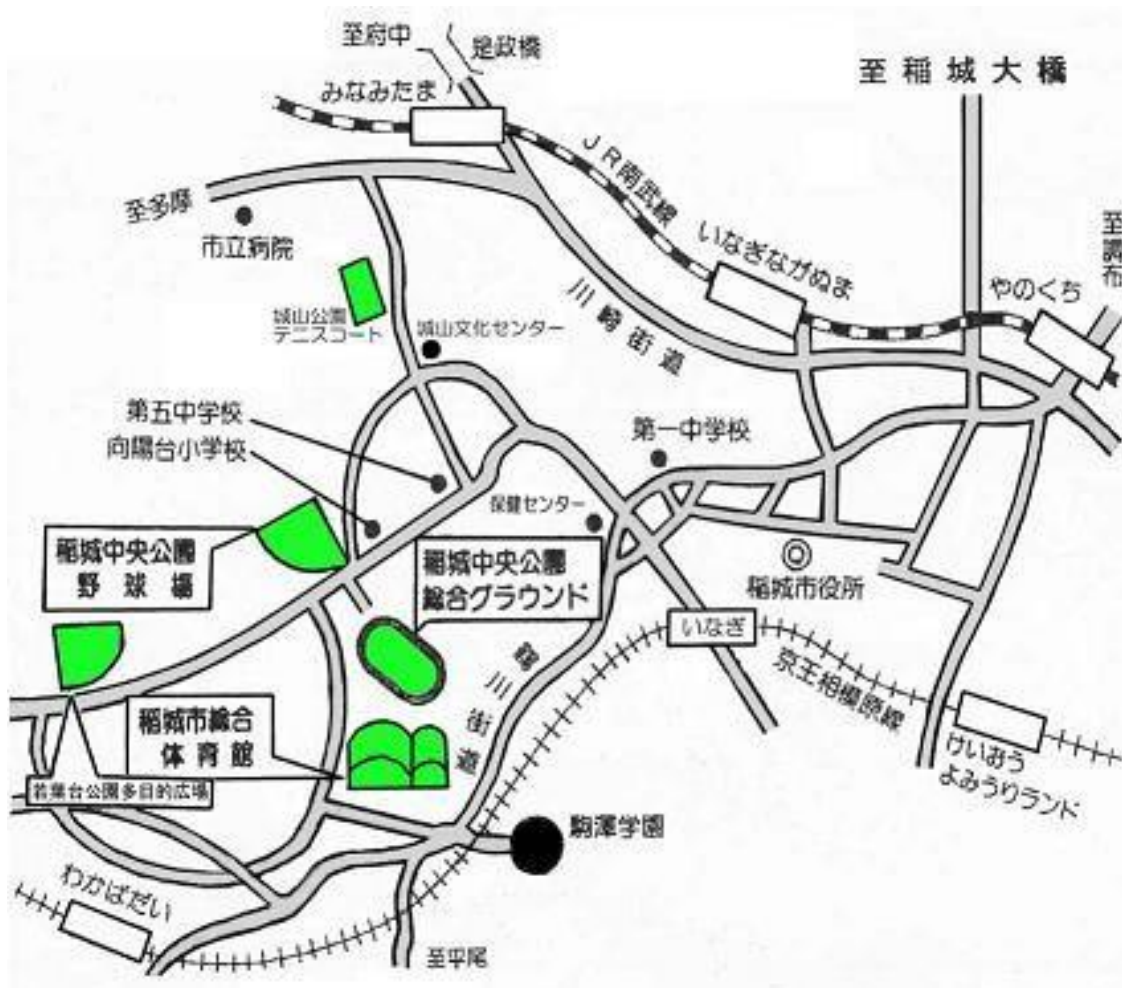 至府中
是政橋
至稲城大橋
みなみたま
JR南武線
至多摩
市立病院
いなぎながぬま
至調布
やのくち
川崎街道
城山公園
テニスコート
城山文化センター
第五中学校
向陽台小学校
第一中学校
保健センター
稲城中央公園
野球場
稲城中央公園
総合グラウンド
稲城市役所
いなぎ
鶴川街道
京王相模原線
稲城市総合
体育館
けいおう
よみうりランド
若葉台公園多目的広場
駒澤学園
わかばだい
至平尾